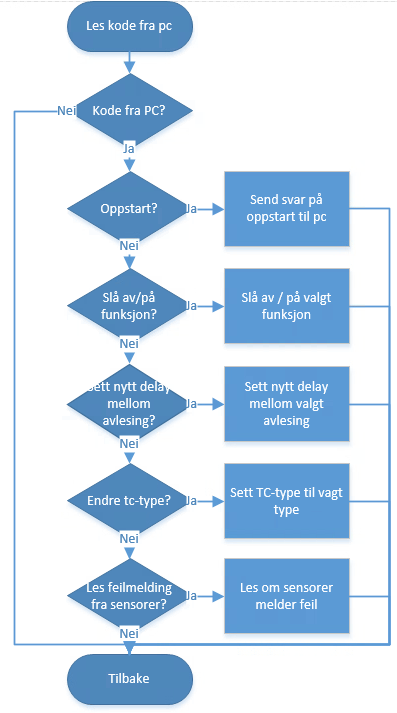 Les kode fra pc
Nei
Kode fra PC?
Ja
Oppstart?
Ja
Send svar på
oppstart til pc
Nei
Slå av/på
funksjon?
Ja
Slå av / på valgt
funksjon
Nei
Sett nytt delay
mellom
avlesing?
Ja
Sett nytt delay
mellom valgt
avlesing
Nei
Endre tc-type?
Ja
Sett TC-type til vagt
type
Nei
Les feilmelding
fra sensorer?
Ja
Les om sensorer
melder feil
Nei
Tilbake